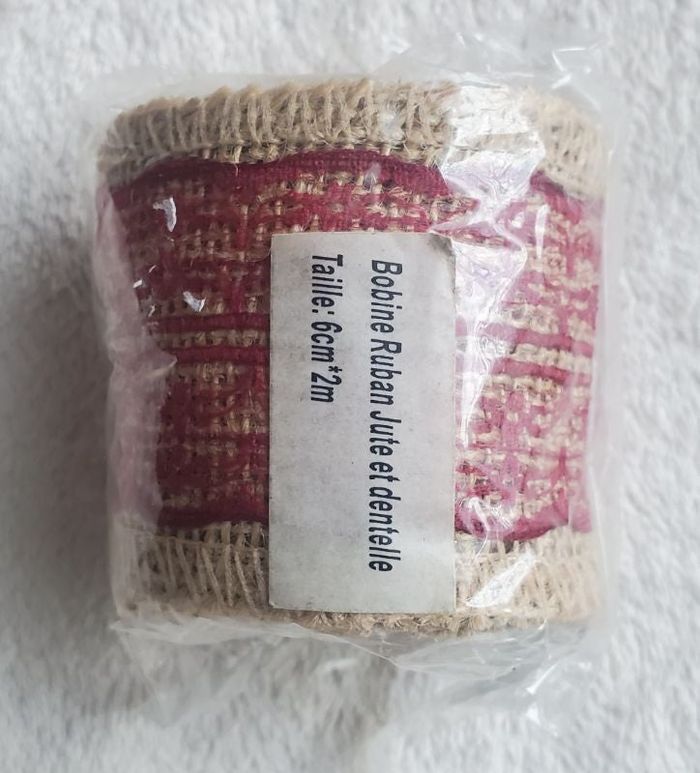 Bobine Ruban Jute et dentelle
Taille: 6cm*2m